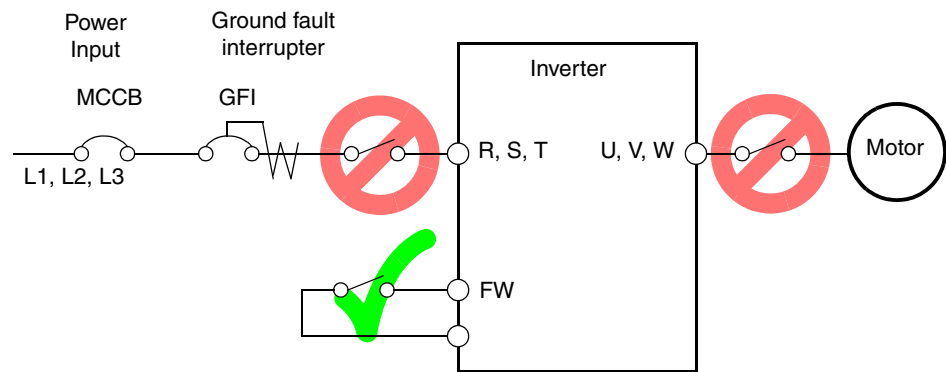 Power
Input
Ground fault
interrupter
MCCB
GFI
Inverter
L1, L2, L3
R, S, T
U, V, W
Motor
FW